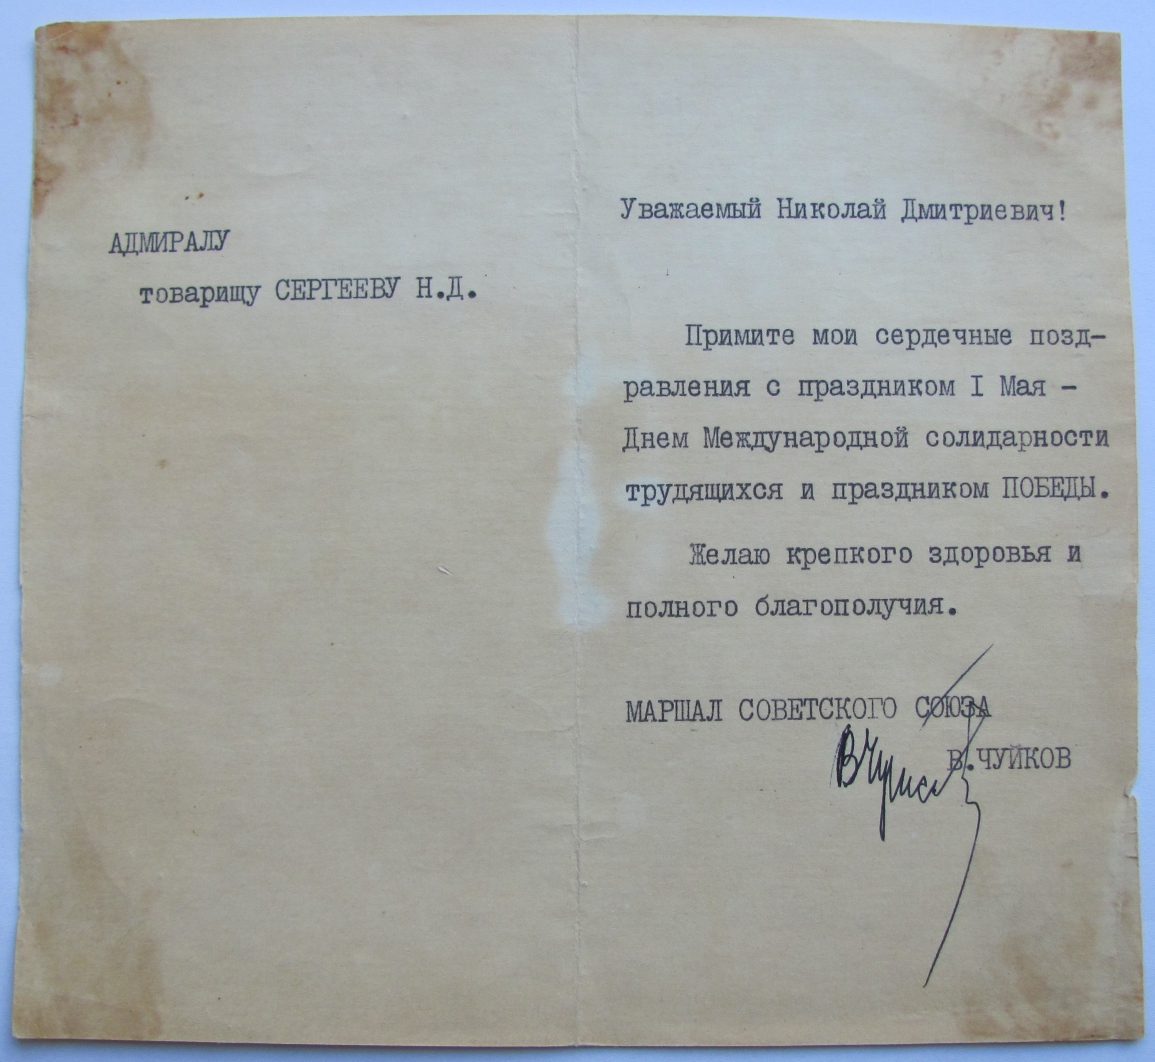 АДМИРАЛУ
товарищу СЕРГЕЕВУ Н.Д.
Уважаемый Николай Дмитриевич!
Примите мои сердечные позд-
равления с праздником I Мая -
Днем Международной солидарности
трудящихся и праздником ПОБЕДЫ.
Желаю крепкого здоровья и
полного благополучия.
МАРШАЛ СОВЕТСКОГО СОЮЗА
В.ЧУЙКОВ
ВЧуйков